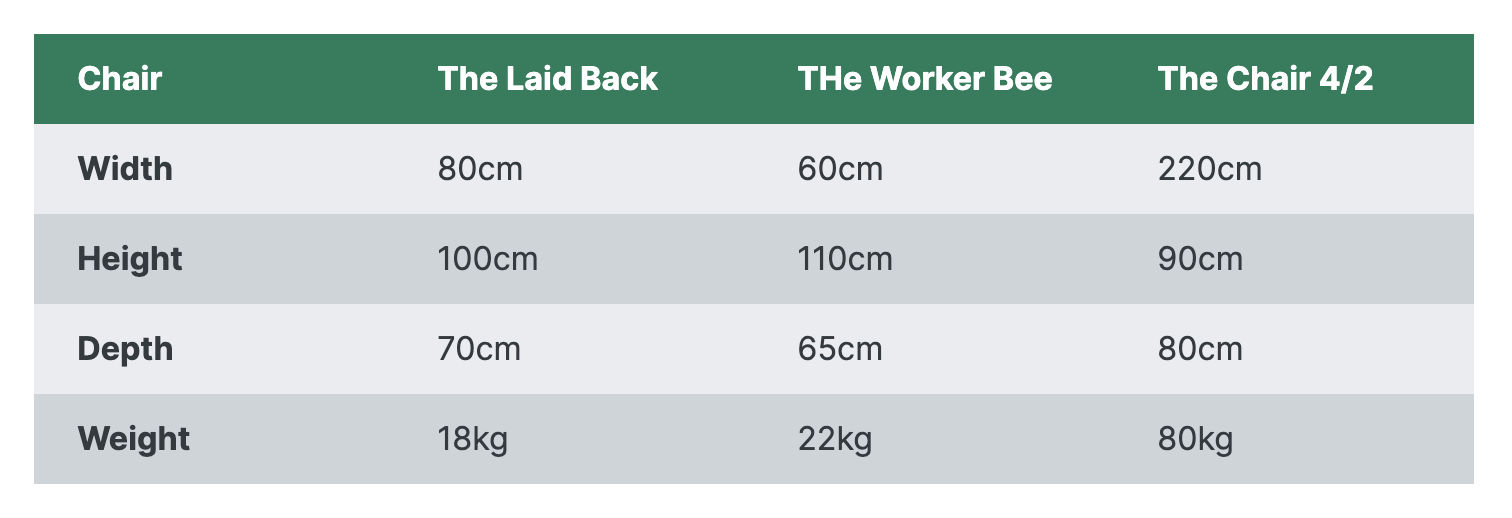 Chair The Laid Back THe Worker Bee The Chair 4/2
Width 80cm 60cm 220cm
Height 100cm 110cm 90cm
Depth 70cm 65cm 80cm
Weight 18kg 22kg 80kg